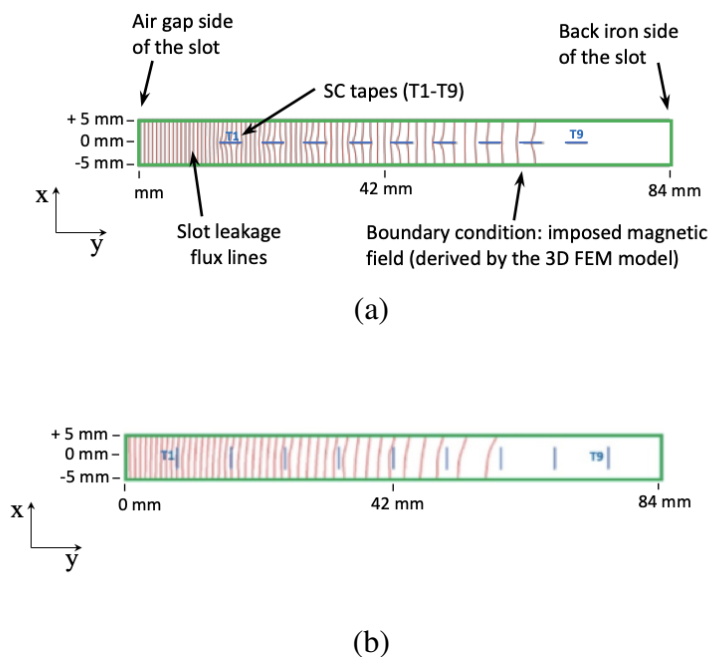 Air gap side
of the slot
Back iron side
of the slot
SC tapes (T1-T9)
+ 5 mm
0 mm
-5 mm
T1
T9
mm
42 mm
84 mm
x
y
Slot leakage
flux lines
Boundary condition: imposed magnetic
field (derived by the 3D FEM model)
(a)
+ 5 mm
0 mm
-5 mm
T1
T9
0 mm
42 mm
84 mm
x
y
(b)